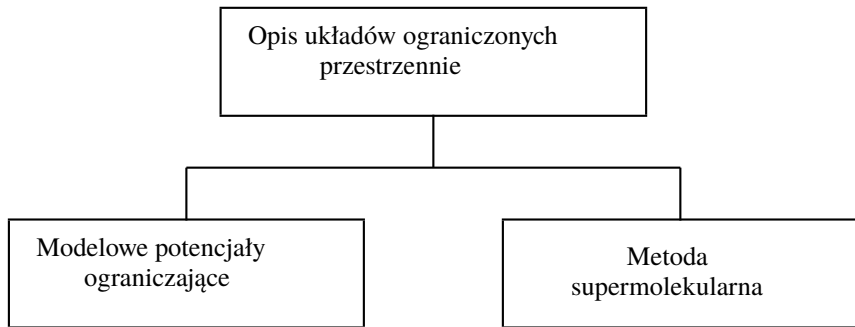 Opis układów ograniczonych
przestrzennie
Modelowe potencjały
ograniczające
Metoda
supermolekularna